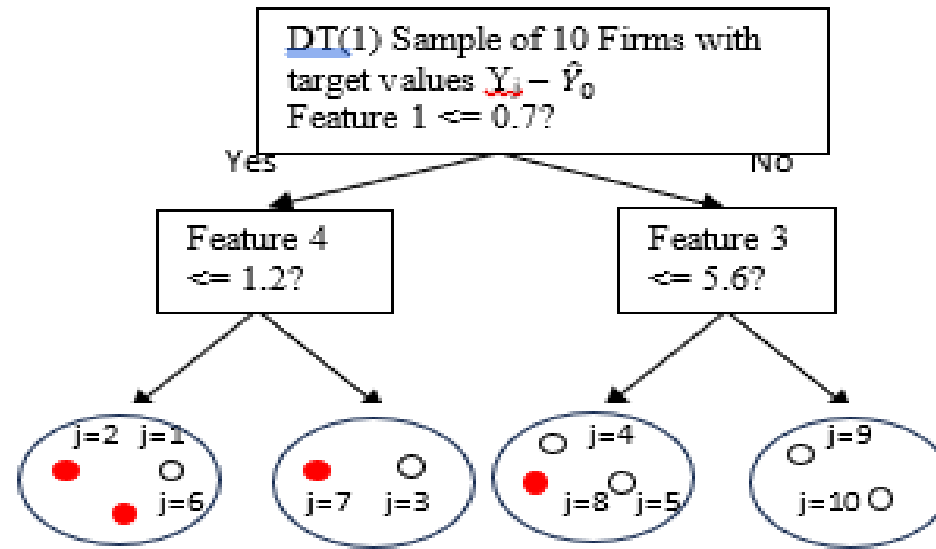 DT(1) Sample of 10 Firms with
target values Yⱼ – Ŷ₀
Feature 1 <= 0.7?
Yes
No
Feature 4
<= 1.2?
Feature 3
<= 5.6?
j=2 j=1
j=6
j=7 j=3
j=4
j=8 j=5
j=9
j=10